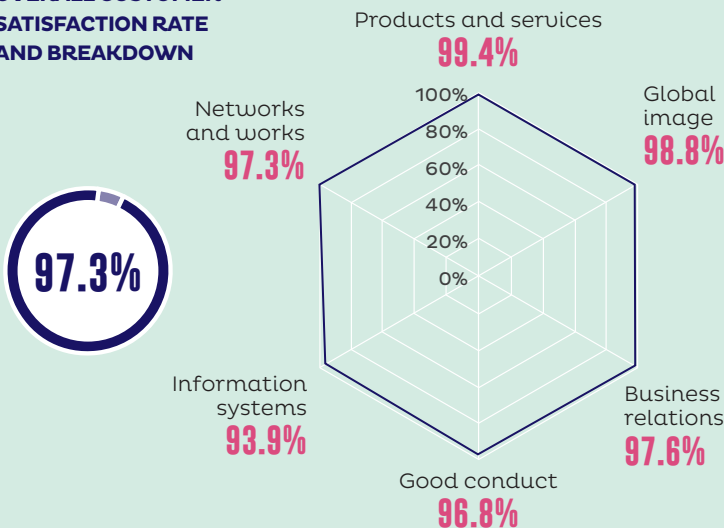 SATISFACTION RATE
AND BREAKDOWN
Products and services
99.4%
Global
image
98.8%
Networks
and works
97.3%
100%
80%
60%
40%
20%
0%
97.3%
Information
systems
93.9%
Business
relations
97.6%
Good conduct
96.8%